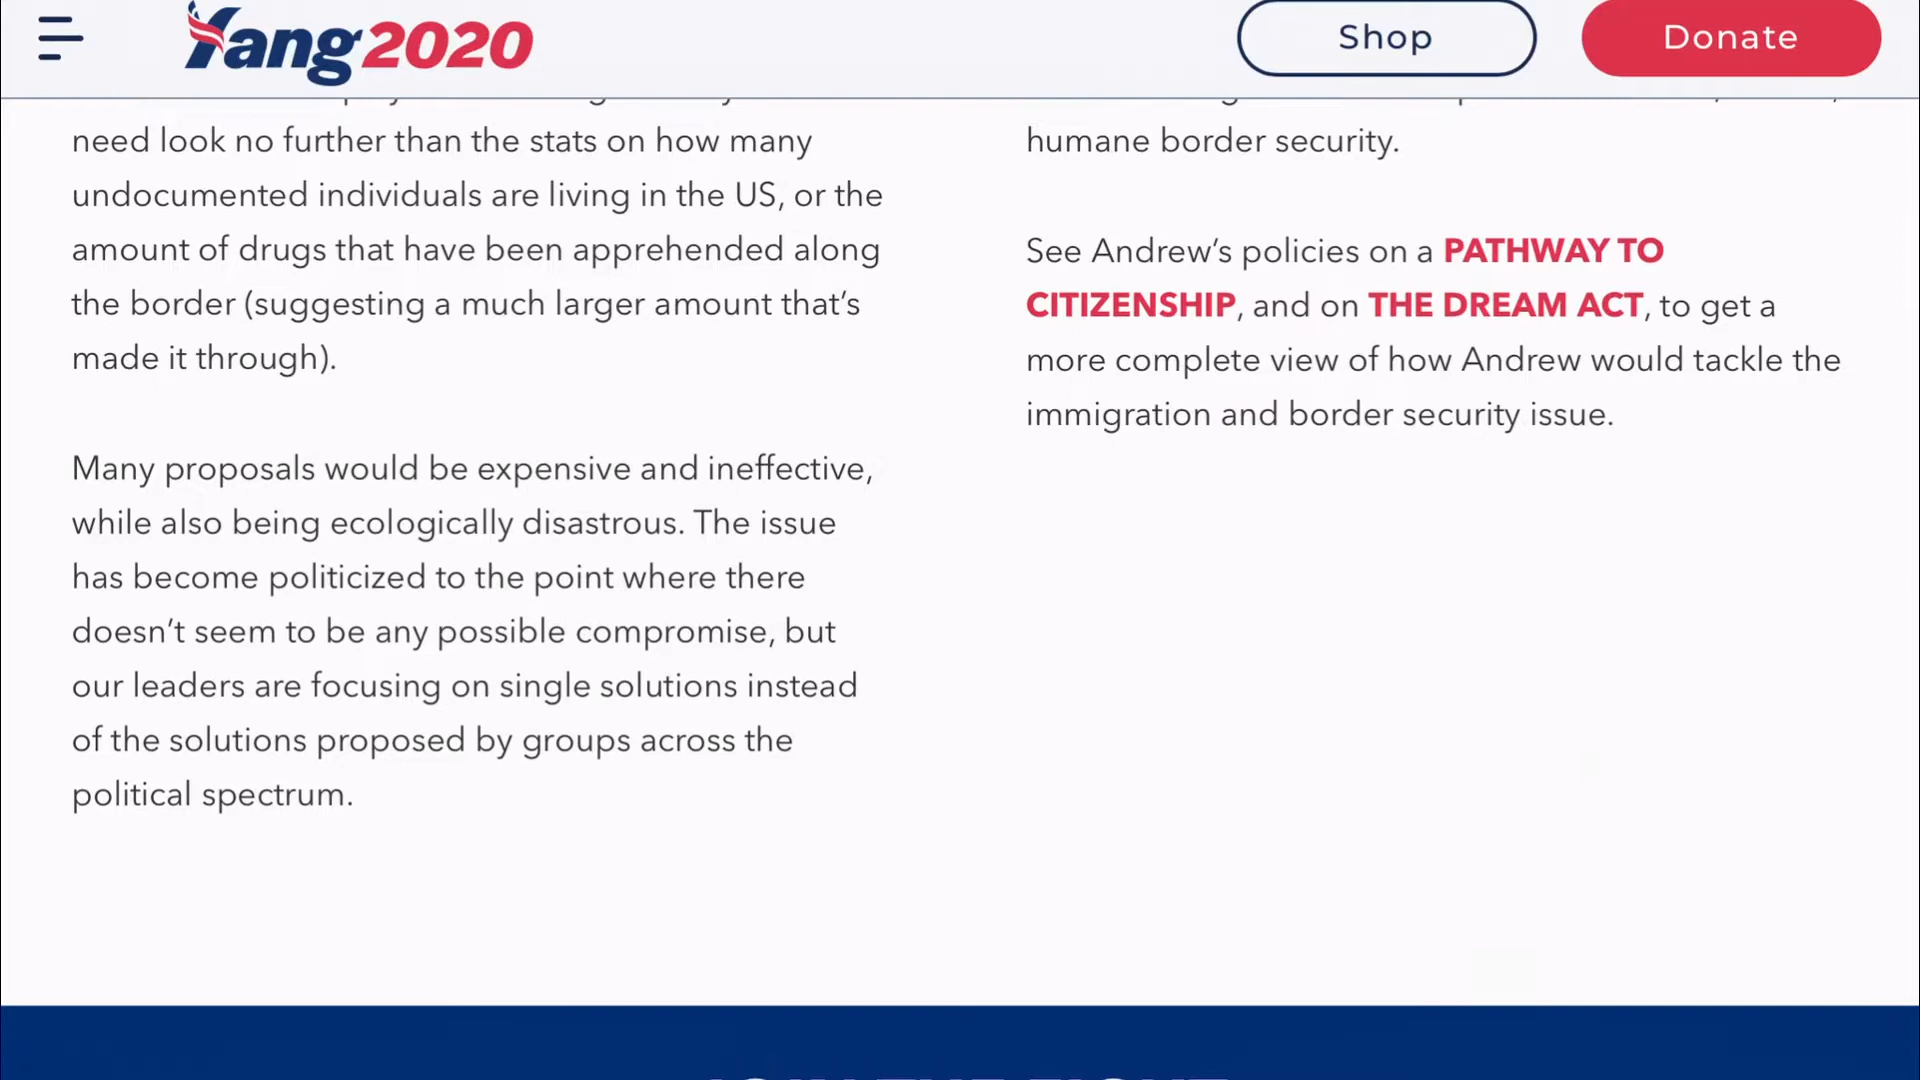 Yang2020
Shop
Donate
need look no further than the stats on how many
undocumented individuals are living in the US, or the
amount of drugs that have been apprehended along
the border (suggesting a much larger amount that’s
made it through).
Many proposals would be expensive and ineffective,
while also being ecologically disastrous. The issue
has become politicized to the point where there
doesn’t seem to be any possible compromise, but
our leaders are focusing on single solutions instead
of the solutions proposed by groups across the
political spectrum.
humane border security.
See Andrew’s policies on a PATHWAY TO
CITIZENSHIP, and on THE DREAM ACT, to get a
more complete view of how Andrew would tackle the
immigration and border security issue.